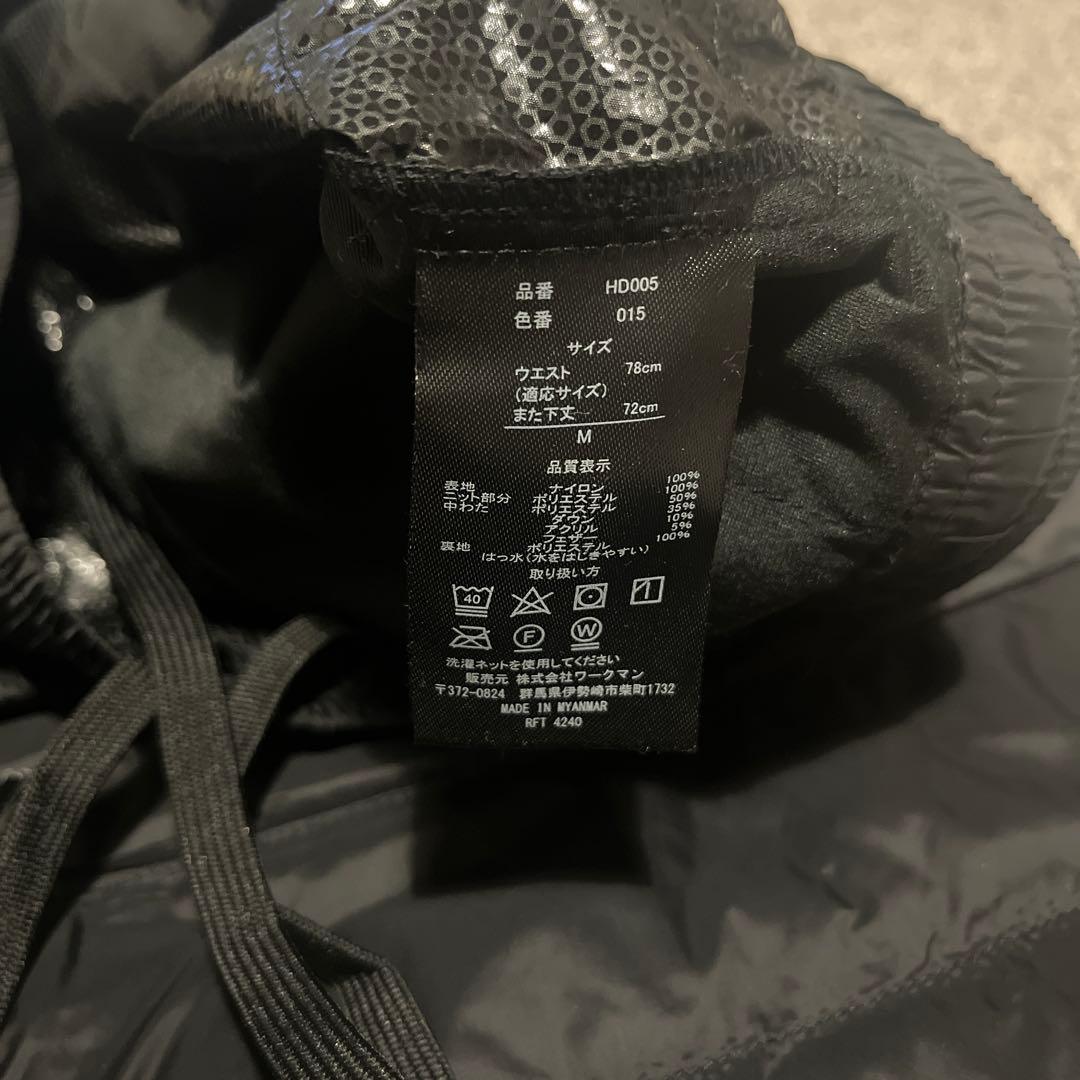 品番 HD005
色番 015
サイズ
ウエスト 78cm
(適応サイズ)
また下丈 72cm
M
品質表示
表地 ナイロン 100%
ニット部分 ポリエステル 100%
中わた ポリエステル 50%
ダウン 35%
アクリル 10%
フェザー 5%
裏地 ポリエステル 100%
はっ水(水をはじきやすい)
取り扱い方
40
F W
洗濯ネットを使用してください
販売元 株式会社ワークマン
〒372-0824 群馬県伊勢崎市柴町1732
MADE IN MYANMAR
RFT 4240